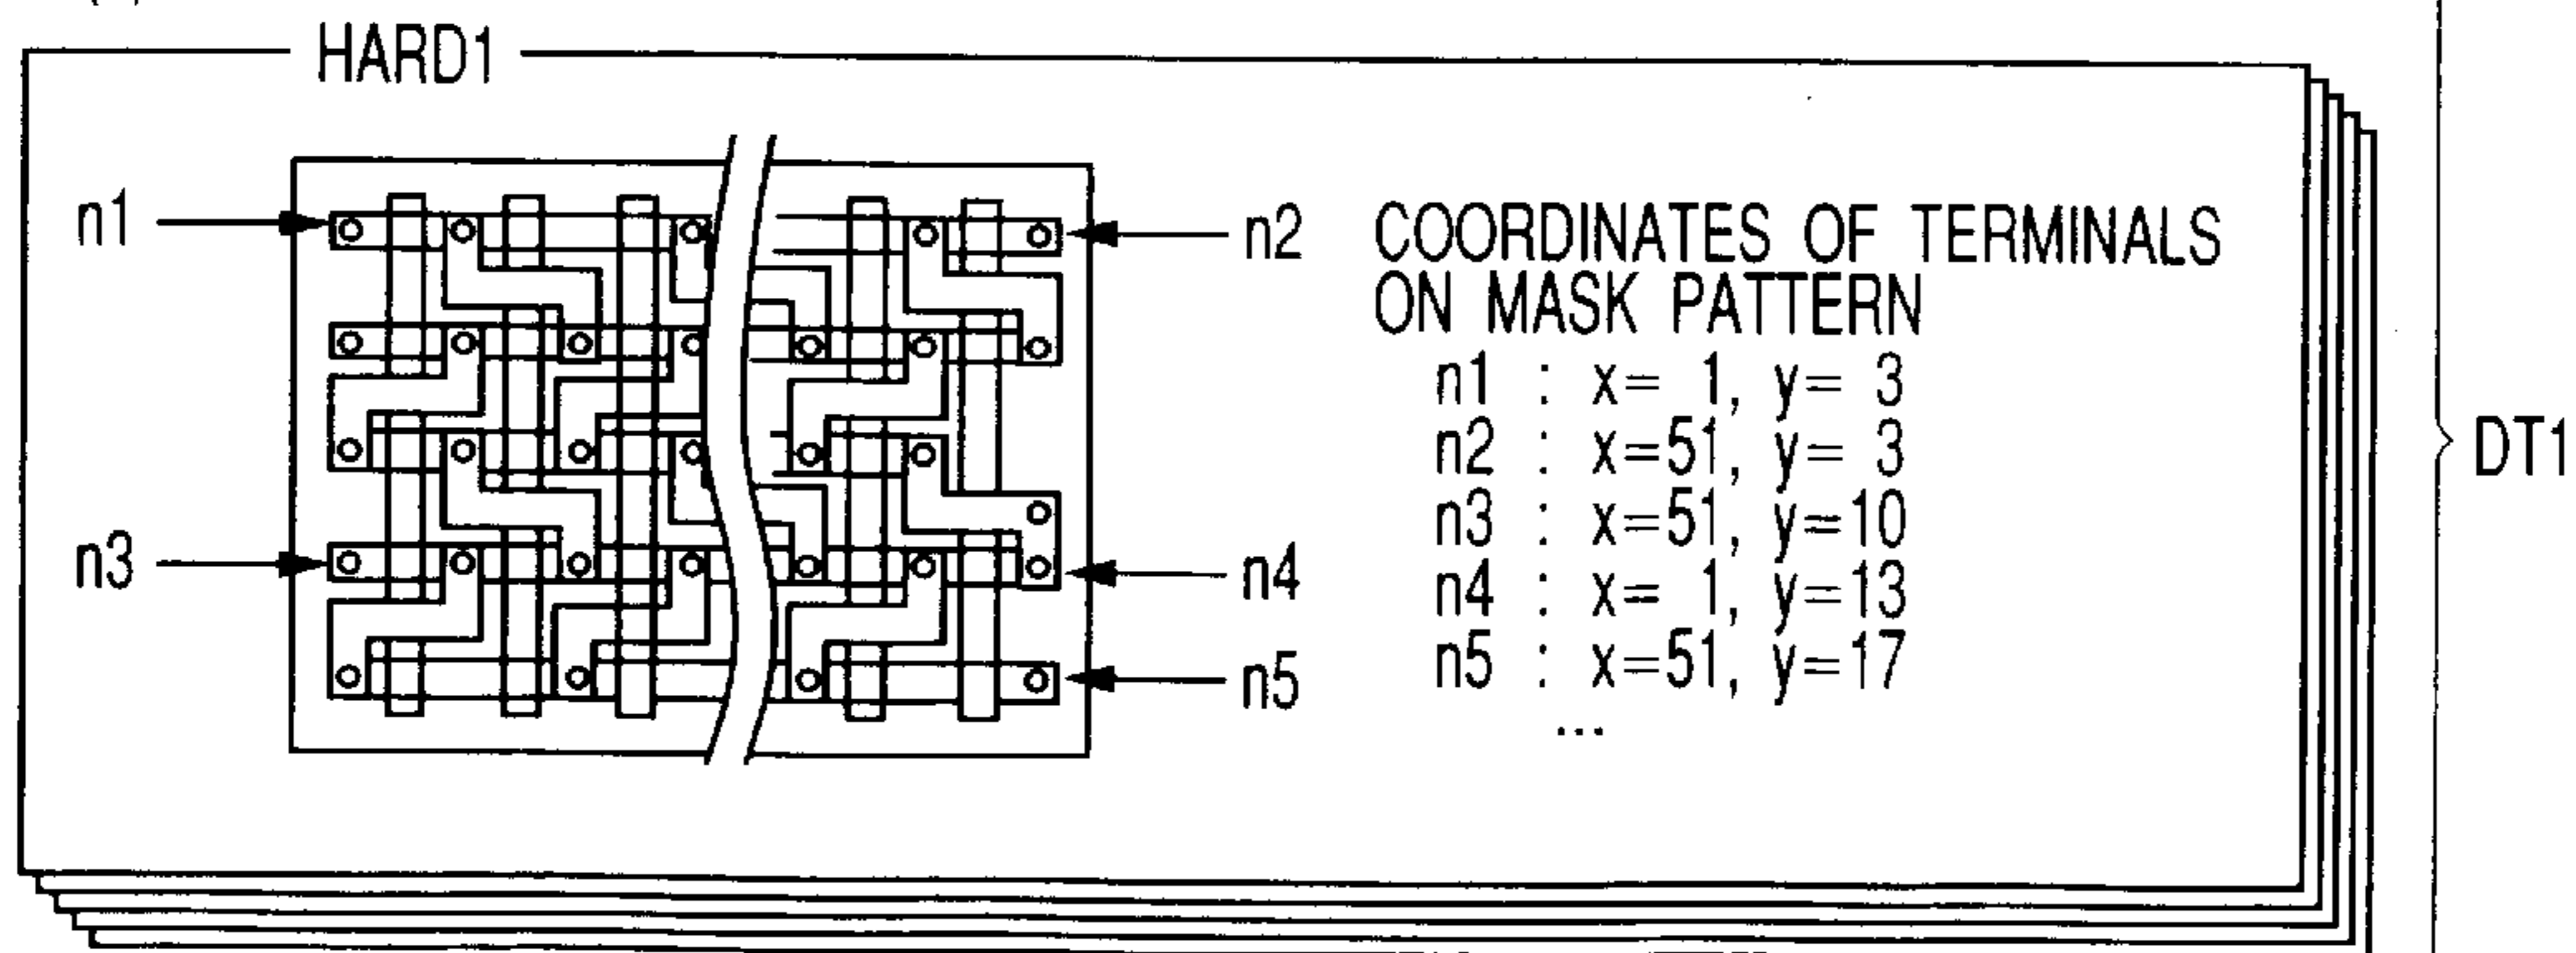 HARD1
n1
n2
n3
n4
n5
COORDINATES OF TERMINALS
ON MASK PATTERN
n1 : x= 1, y= 3
n2 : x=51, y= 3
n3 : x=51, y=10
n4 : x= 1, y=13
n5 : x=51, y=17
...
DT1